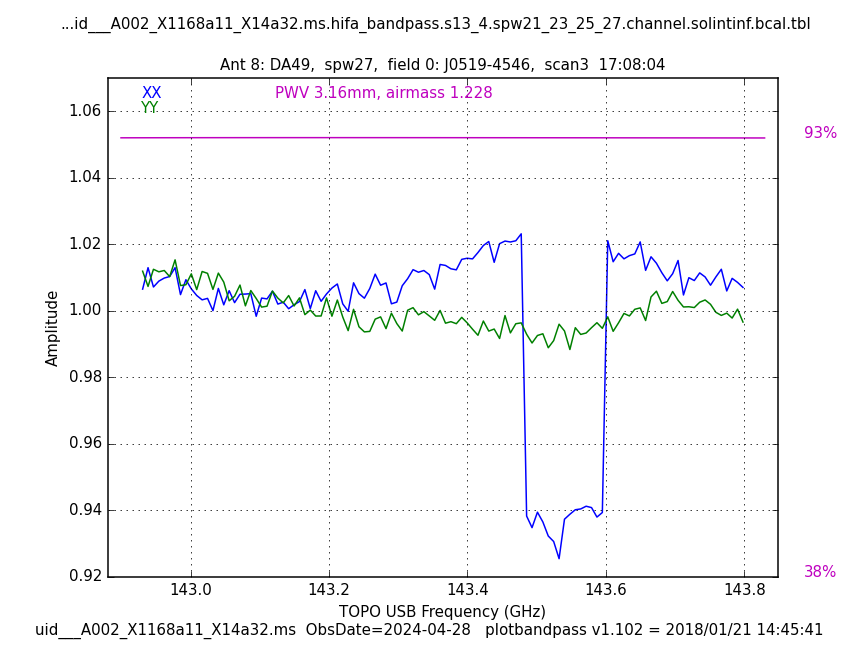 ...id___A002_X1168a11_X14a32.ms.hifa_bandpass.s13_4.spw21_23_25_27.channel.solintinf.bcal.tbl
Ant 8: DA49,  spw27,  field 0: J0519-4546,  scan3  17:08:04
XX
YY
PWV 3.16mm, airmass 1.228
93%
38%
1.06
1.04
1.02
1.00
0.98
0.96
0.94
0.92
Amplitude
143.0
143.2
143.4
143.6
143.8
TOPO USB Frequency (GHz)
uid___A002_X1168a11_X14a32.ms  ObsDate=2024-04-28   plotbandpass v1.102 = 2018/01/21 14:45:41